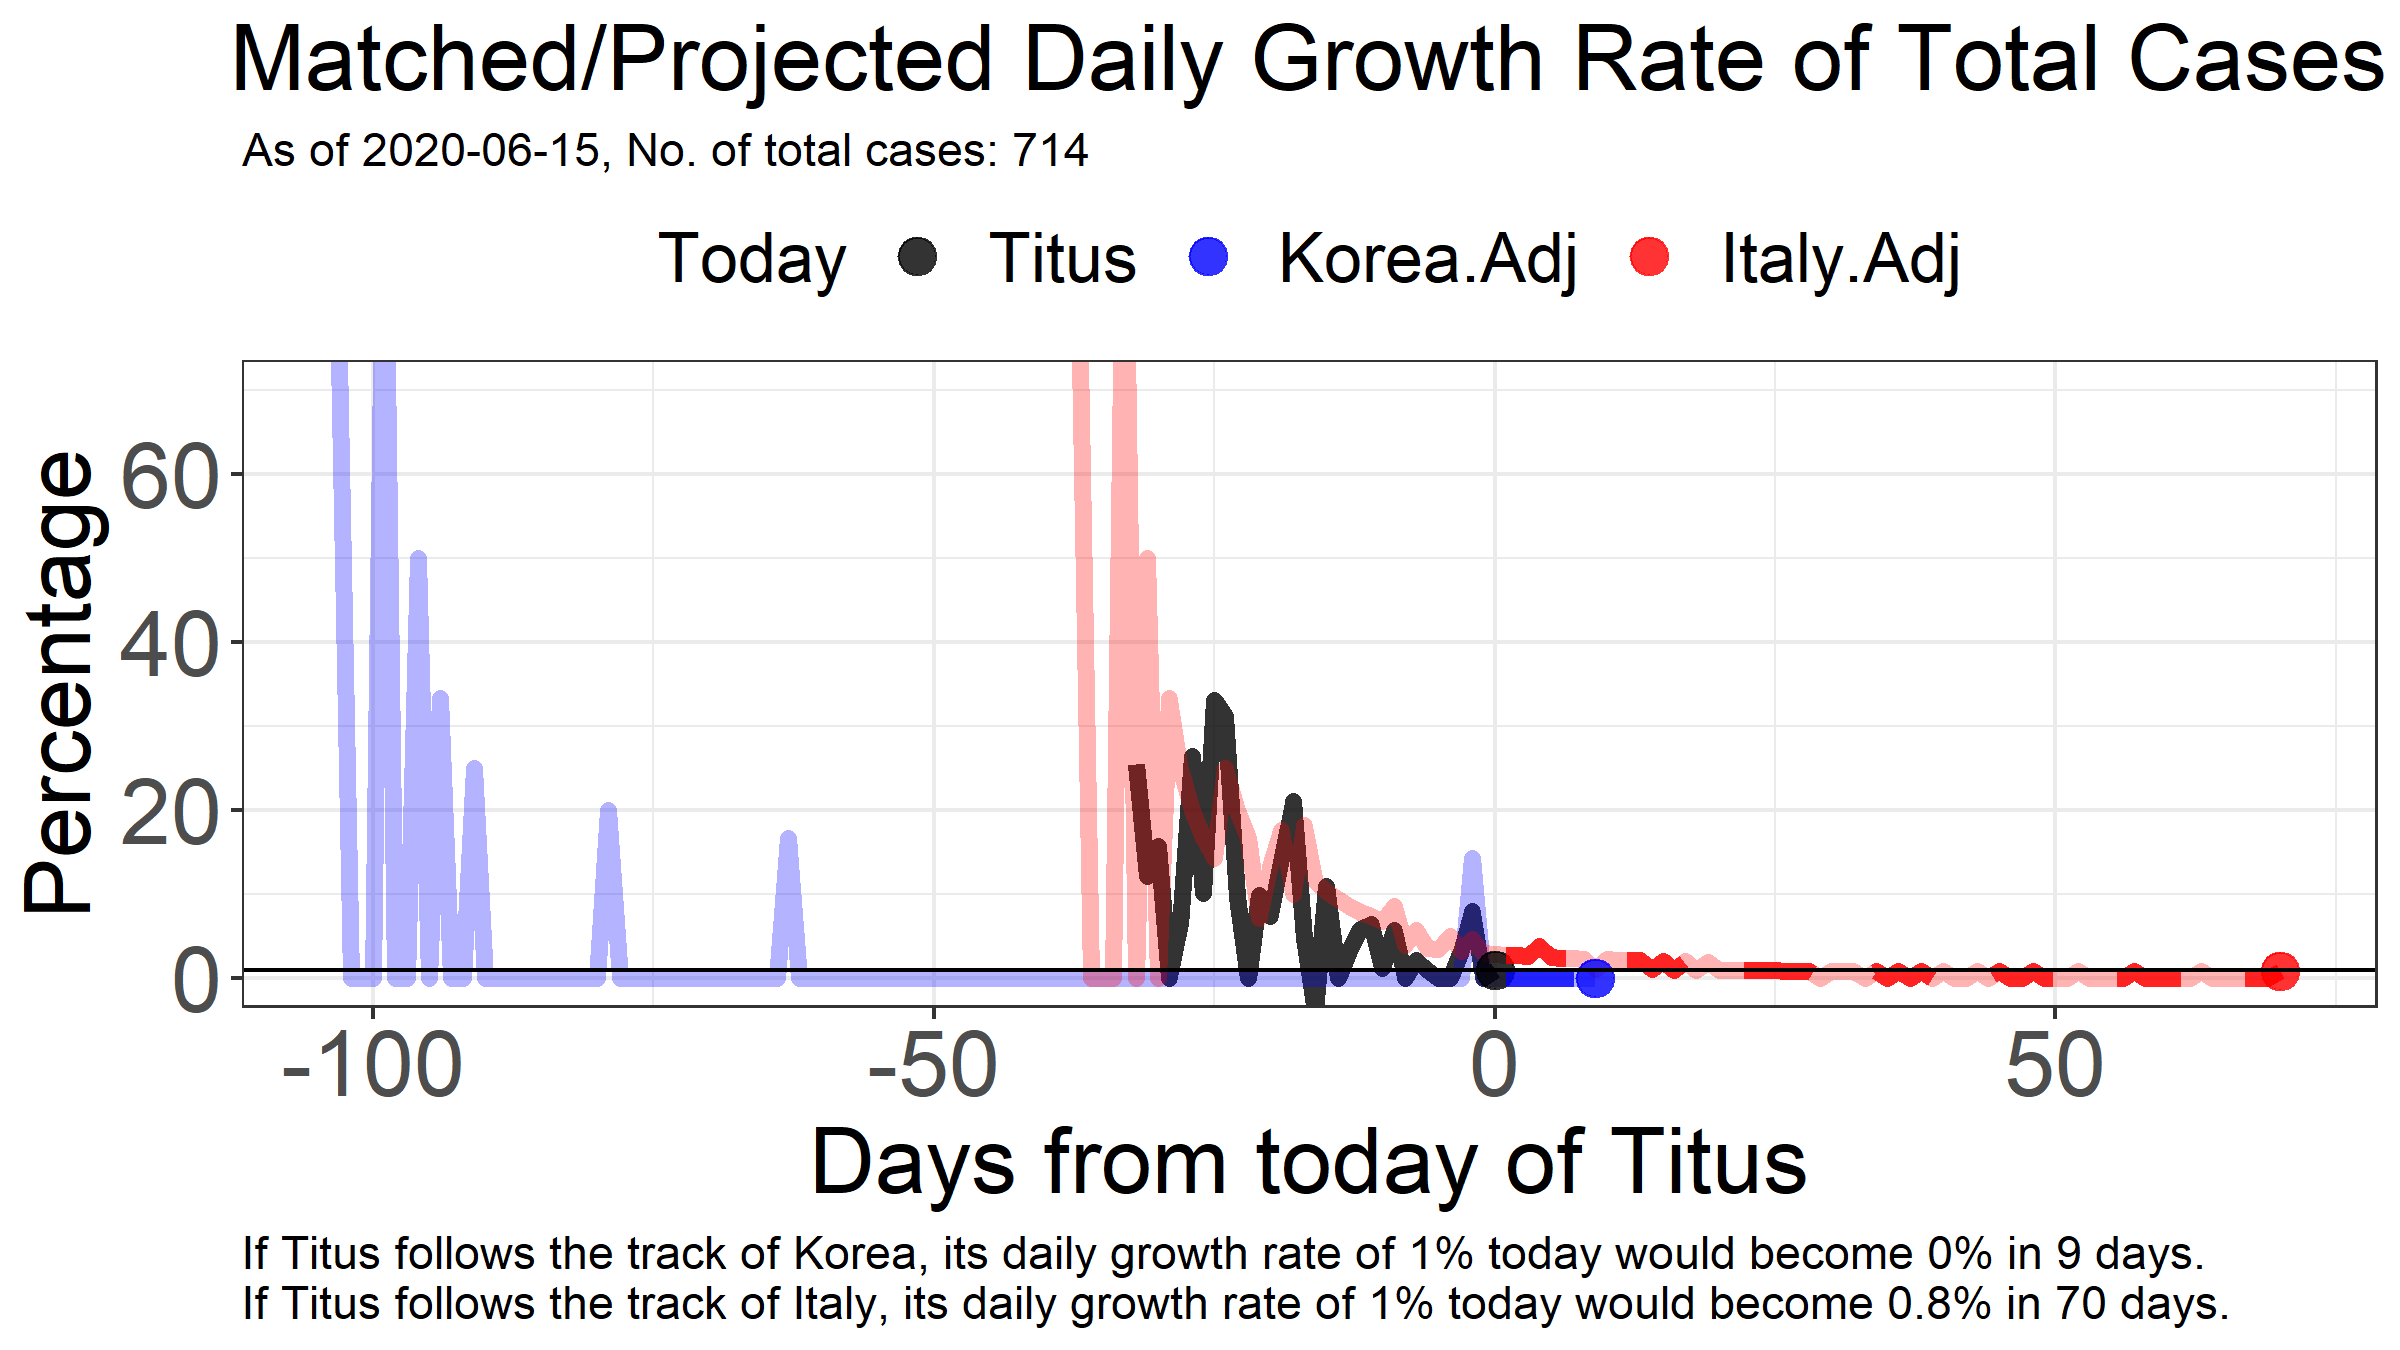 Matched/Projected Daily Growth Rate of Total Cases
As of 2020-06-15, No. of total cases: 714
Today Titus Korea.Adj Italy.Adj
Percentage
60
40
20
0
-100 -50 0 50
Days from today of Titus
If Titus follows the track of Korea, its daily growth rate of 1% today would become 0% in 9 days.
If Titus follows the track of Italy, its daily growth rate of 1% today would become 0.8% in 70 days.